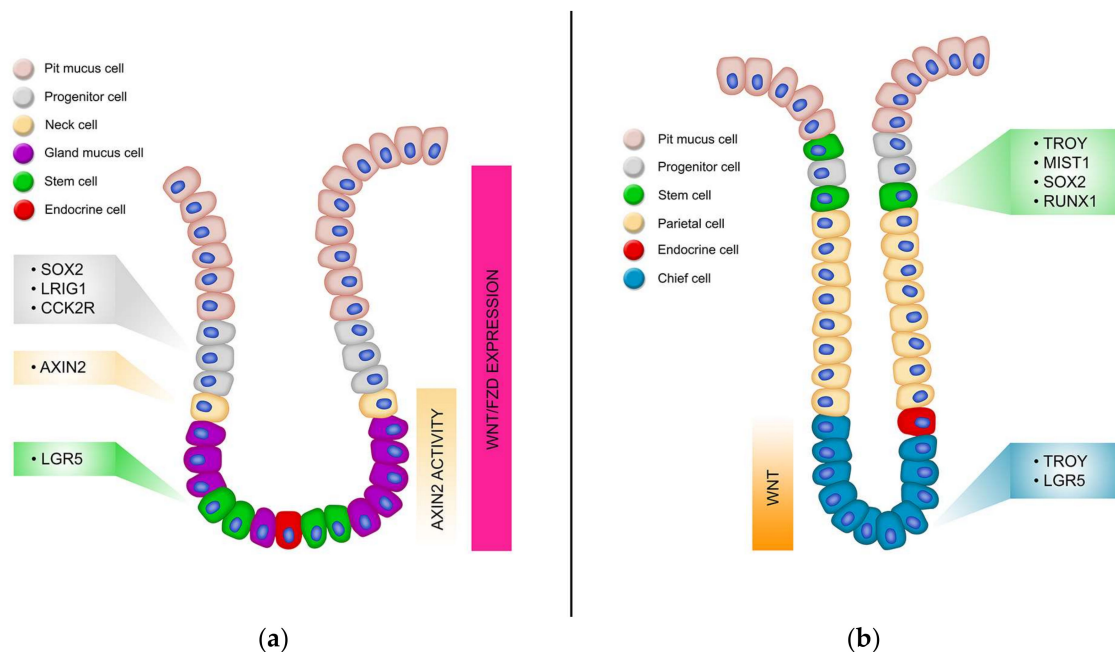 Pit mucus cell
Progenitor cell
Neck cell
Gland mucus cell
Stem cell
Endocrine cell
• SOX2
• LRIG1
• CCK2R
• AXIN2
• LGR5
AXIN2 ACTIVITY
WNT/FZD EXPRESSION
(a)
Pit mucus cell
Progenitor cell
Stem cell
Parietal cell
Endocrine cell
Chief cell
• TROY
• MIST1
• SOX2
• RUNX1
WNT
• TROY
• LGR5
(b)